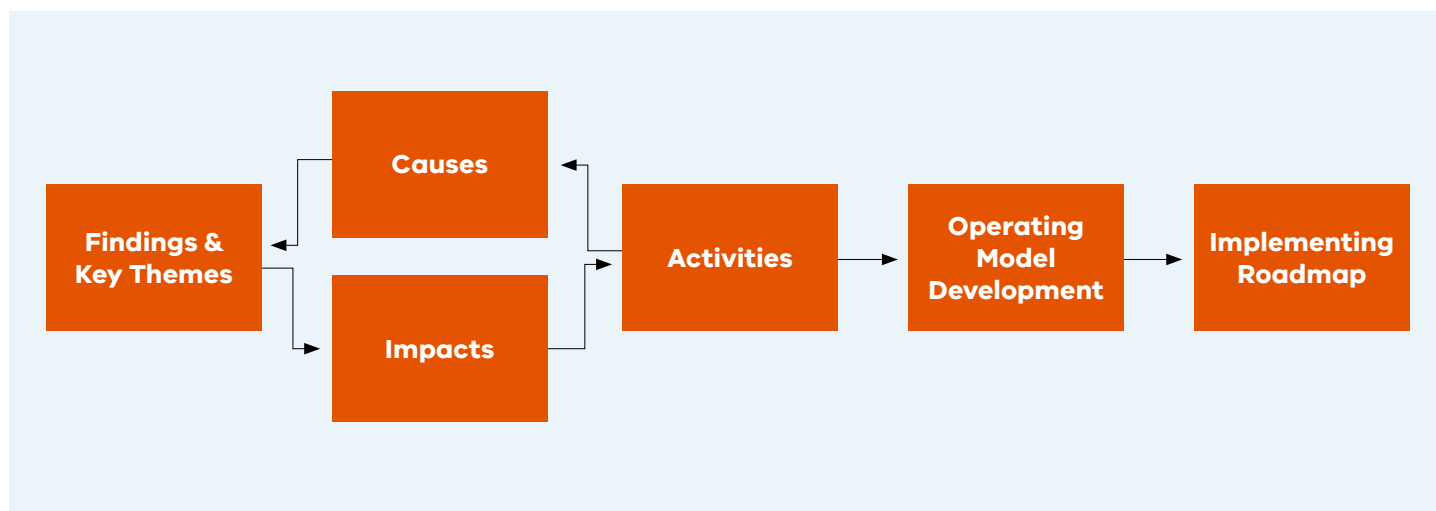 Causes
Findings &
Key Themes
Impacts
Activities
Operating
Model
Development
Implementing
Roadmap